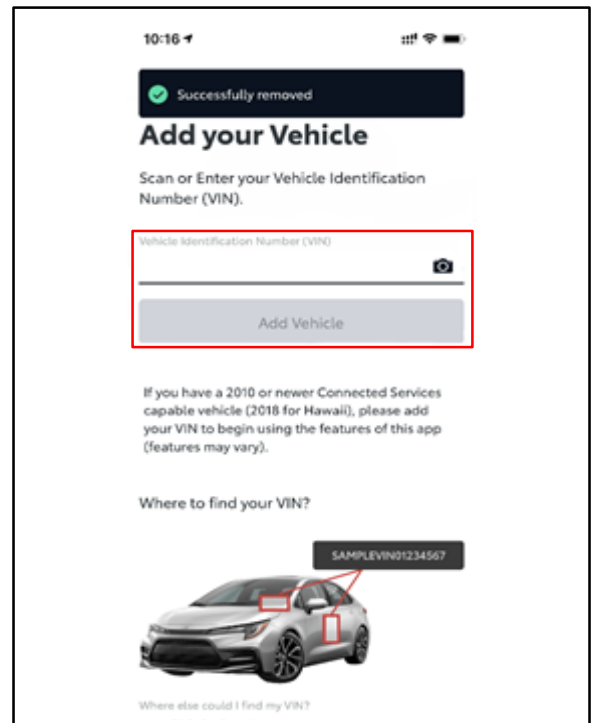 10:16
Successfully removed
Add your Vehicle
Scan or Enter your Vehicle Identification
Number (VIN).
Vehicle Identification Number (VIN)
Add Vehicle
If you have a 2010 or newer Connected Services
capable vehicle (2018 for Hawaii), please add
your VIN to begin using the features of this app
(features may vary).
Where to find your VIN?
SAMPLEVIN01234567
Where else could I find my VIN?